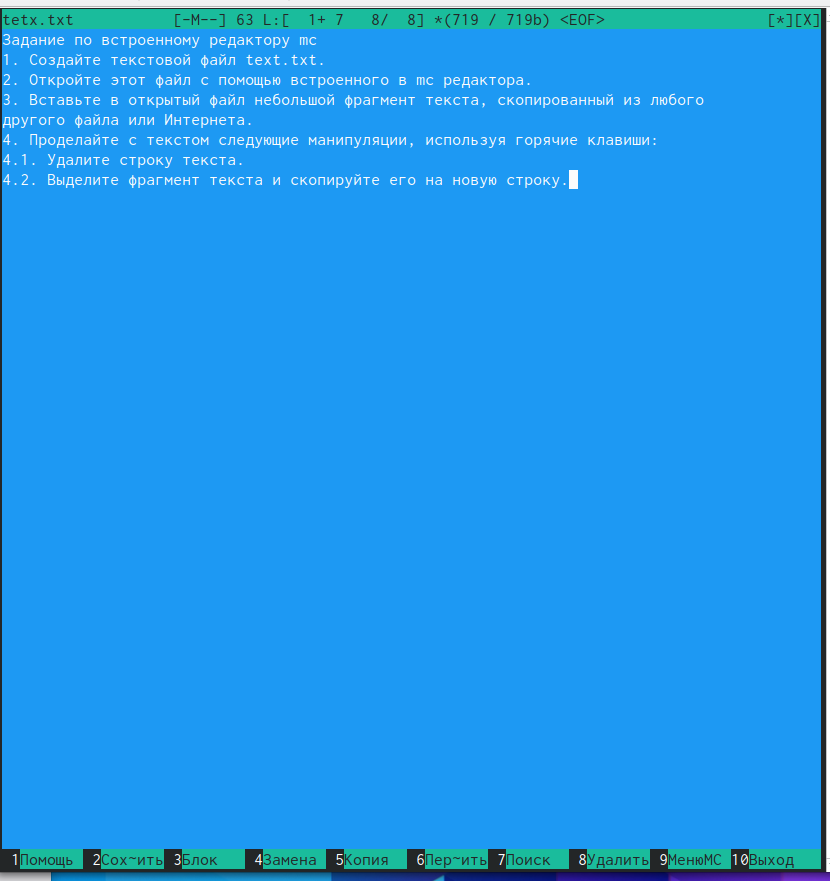 tetx.txt [-M--] 63 L:[ 1+ 7 8/ 8] *(719 / 719b) <EOF> [*][X]
Задание по встроенному редактору mc
1. Создайте текстовой файл text.txt.
2. Откройте этот файл с помощью встроенного в mc редактора.
3. Вставьте в открытый файл небольшой фрагмент текста, скопированный из любого
другого файла или Интернета.
4. Проделайте с текстом следующие манипуляции, используя горячие клавиши:
4.1. Удалите строку текста.
4.2. Выделите фрагмент текста и скопируйте его на новую строку.
1Помощь 2Сох~ить 3Блок 4Замена 5Копия 6Пер~ить 7Поиск 8Удалить 9МенюMC 10Выход